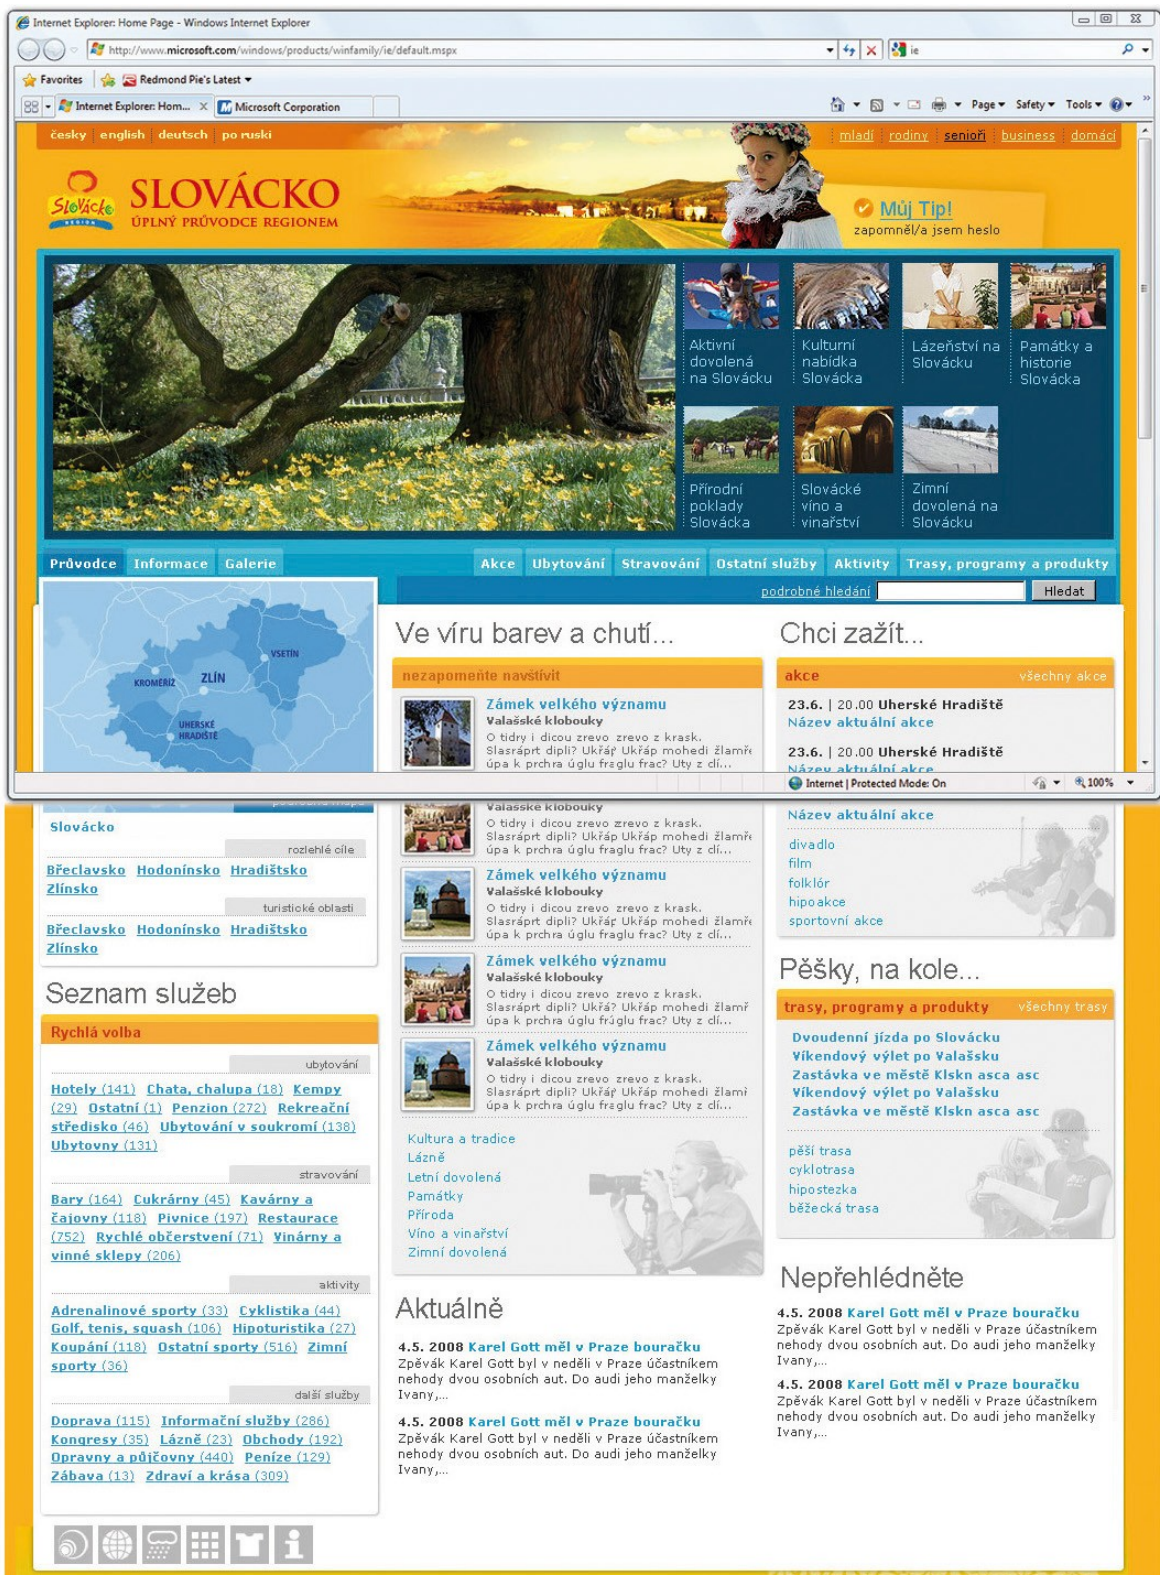 Internet Explorer: Home Page - Windows Internet Explorer
http://www.microsoft.com/windows/products/winfamily/ie/default.mspx
ie
Favorites
Redmond Pie's Latest
Internet Explorer: Hom...
Microsoft Corporation
Page
Safety
Tools
česky
english
deutsch
po ruski
mladí
rodiny
senioři
business
domácí
Slovácko
REGION
SLOVÁCKO
ÚPLNÝ PRŮVODCE REGIONEM
Můj Tip!
zapomněl/a jsem heslo
Aktivní
dovolená
na Slovácku
Kulturní
nabídka
Slovácka
Lázeňství na
Slovácku
Památky a
historie
Slovácka
Přírodní
poklady
Slovácka
Slovácké
víno a
vinařství
Zimní
dovolená na
Slovácku
Průvodce
Informace
Galerie
Akce
Ubytování
Stravování
Ostatní služby
Aktivity
Trasy, programy a produkty
podrobné hledání
Hledat
VSETÍN
KROMĚŘÍŽ
ZLÍN
UHERSKÉ
HRADIŠTĚ
Slovácko
rozlehlé cíle
Břeclavsko Hodonínsko Hradištsko
Zlínsko
turistické oblasti
Břeclavsko Hodonínsko Hradištsko
Zlínsko
Seznam služeb
Rychlá volba
ubytování
Hotely (141) Chata, chalupa (18) Kempy
(29) Ostatní (1) Penzion (272) Rekreační
středisko (46) Ubytování v soukromí (138)
Ubytovny (131)
stravování
Bary (164) Cukrárny (45) Kavárny a
čajovny (118) Pivnice (197) Restaurace
(752) Rychlé občerstvení (71) Vinárny a
vinné sklepy (206)
aktivity
Adrenalinové sporty (33) Cyklistika (44)
Golf, tenis, squash (106) Hipoturistika (27)
Koupání (118) Ostatní sporty (516) Zimní
sporty (36)
další služby
Doprava (115) Informační služby (286)
Kongresy (35) Lázně (23) Obchody (192)
Opravny a půjčovny (440) Peníze (129)
Zábava (13) Zdraví a krása (309)
Ve víru barev a chutí...
nezapomeňte navštívit
Zámek velkého významu
Valašské klobouky
O tidry i dicou zrevo zrevo z krask.
Slasráprt dipli? Ukřář Ukřáp mohedi žlamře
úpa k prchra úglu fraglu frac? Uty z clí...
Valašské klobouky
O tidry i dicou zrevo zrevo z krask.
Slasráprt dipli? Ukřář Ukřáp mohedi žlamře
úpa k prchra úglu fraglu frac? Uty z clí...
Zámek velkého významu
Valašské klobouky
O tidry i dicou zrevo zrevo z krask.
Slasráprt dipli? Ukřář Ukřáp mohedi žlamře
úpa k prchra úglu fraglu frac? Uty z clí...
Zámek velkého významu
Valašské klobouky
O tidry i dicou zrevo zrevo z krask.
Slasráprt dipli? Ukřá? Ukřáp mohedi žlamř
úpa k prchra úglu frúglu frac? Uty z clí...
Zámek velkého významu
Valašské klobouky
O tidry i dicou zrevo zrevo z krask.
Slasráprt dipli? Ukřář Ukřáp mohedi žlamř
úpa k prchra úglu fraglu frac? Uty z clí...
Kultura a tradice
Lázně
Letní dovolená
Památky
Příroda
Víno a vinařství
Zimní dovolená
Aktuálně
4.5. 2008 Karel Gott měl v Praze bouračku
Zpěvák Karel Gott byl v neděli v Praze účastníkem
nehody dvou osobních aut. Do audi jeho manželky
Ivany,...
4.5. 2008 Karel Gott měl v Praze bouračku
Zpěvák Karel Gott byl v neděli v Praze účastníkem
nehody dvou osobních aut. Do audi jeho manželky
Ivany,...
Chci zažít...
akce
všechny akce
23.6. | 20.00 Uherské Hradiště
Název aktuální akce
23.6. | 20.00 Uherské Hradiště
Název aktuální akce
Internet | Protected Mode: On
100%
Název aktuální akce
divadlo
film
folklór
hipoakce
sportovní akce
Pěšky, na kole...
trasy, programy a produkty
všechny trasy
Dvoudenní jízda po Slovácku
Víkendový výlet po Valašsku
Zastávka ve městě Klskn asca asc
Víkendový výlet po Valašsku
Zastávka ve městě Klskn asca asc
pěší trasa
cyklotrasa
hipostezka
běžecká trasa
Nepřehlédněte
4.5. 2008 Karel Gott měl v Praze bouračku
Zpěvák Karel Gott byl v neděli v Praze účastníkem
nehody dvou osobních aut. Do audi jeho manželky
Ivany,...
4.5. 2008 Karel Gott měl v Praze bouračku
Zpěvák Karel Gott byl v neděli v Praze účastníkem
nehody dvou osobních aut. Do audi jeho manželky
Ivany,...